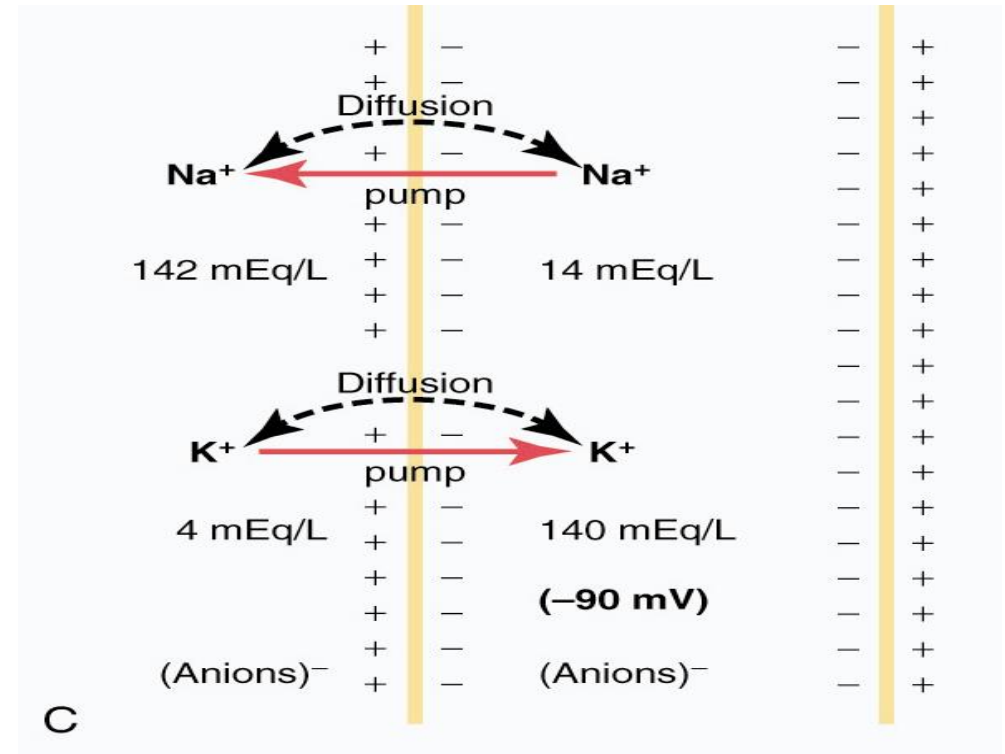 + − − +
+ − − +
Diffusion
− +
+ − − +
Na⁺ Na⁺
pump
− +
+ − − +
142 mEq/L + − 14 mEq/L − +
+ − − +
+ − − +
− +
Diffusion
− +
+ − − +
K⁺ K⁺
pump
− +
+ − − +
4 mEq/L 140 mEq/L
+ − − +
+ − − +
(−90 mV)
+ − − +
+ − − +
(Anions)⁻ (Anions)⁻
+ − − +
C